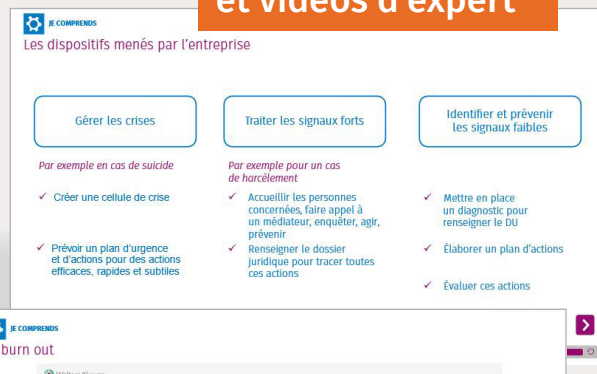 et vidéos d'expert
JE COMPRENDS
Les dispositifs menés par l'entreprise
Gérer les crises
Traiter les signaux forts
Identifier et prévenir
les signaux faibles
Par exemple en cas de suicide
✓ Créer une cellule de crise
✓ Prévoir un plan d'urgence
et d'actions pour des actions
efficaces, rapides et subtiles
Par exemple pour un cas
de harcèlement
✓ Accueillir les personnes
concernées, faire appel à
un médiateur, enquêter, agir,
prévenir
✓ Renseigner le dossier
juridique pour tracer toutes
ces actions
✓ Mettre en place
un diagnostic pour
renseigner le DU
✓ Élaborer un plan d'actions
✓ Évaluer ces actions
JE COMPRENDS
burn out